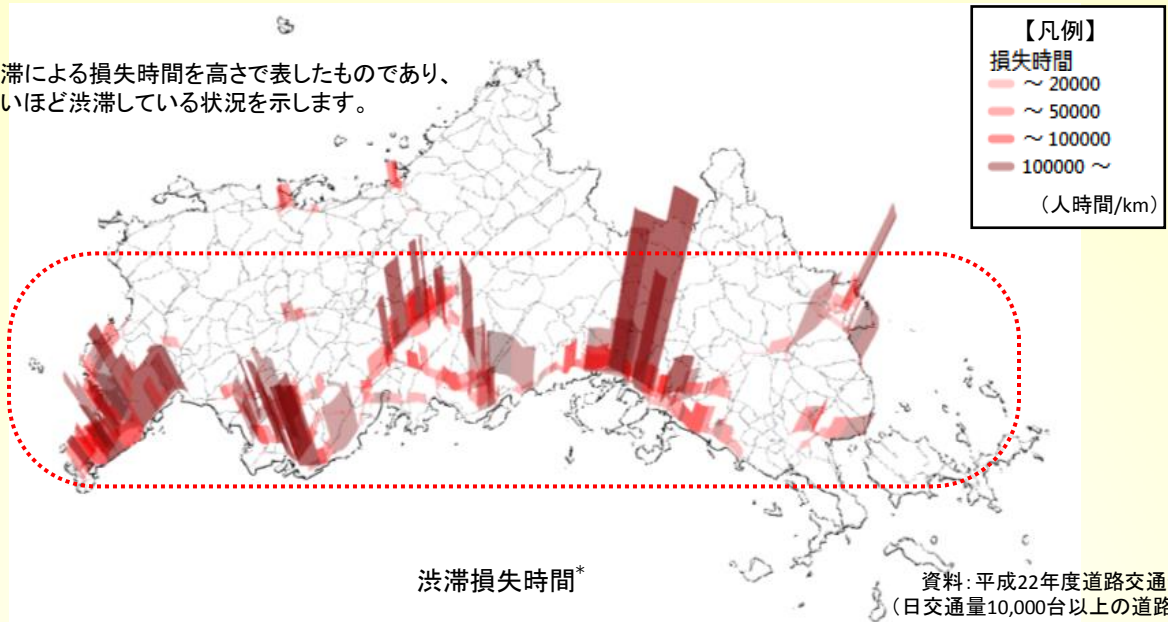 滞による損失時間を高さで表したものであり、
いほど渋滞している状況を示します。
【凡例】
損失時間
～ 20000
～ 50000
～ 100000
100000 ～
（人時間/km）
渋滞損失時間*
資料：平成22年度道路交通
（日交通量10,000台以上の道路